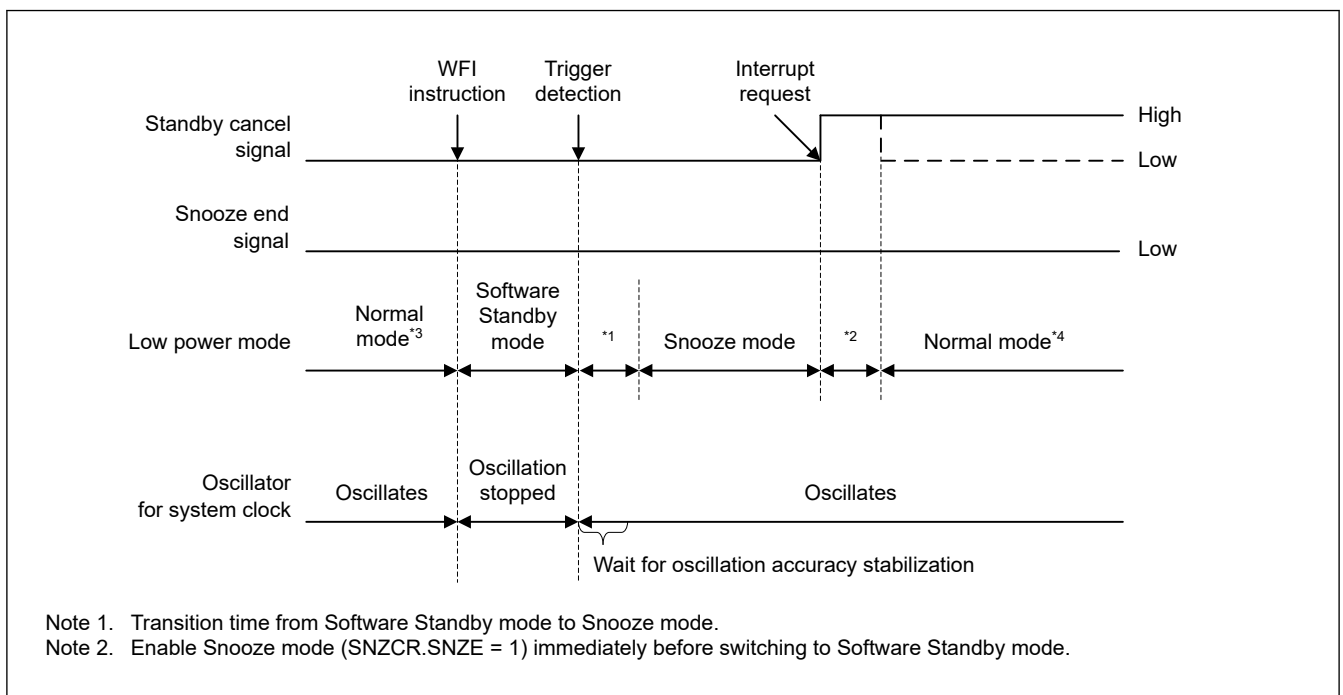 WFI
instruction
Trigger
detection
Interrupt
request
Standby cancel
signal
High
Low
Snooze end
signal
Low
Low power mode
Normal
mode*3
Software
Standby
mode
*1
Snooze mode
*2
Normal mode*4
Oscillator
for system clock
Oscillates
Oscillation
stopped
Oscillates
Wait for oscillation accuracy stabilization
Note 1. Transition time from Software Standby mode to Snooze mode.
Note 2. Enable Snooze mode (SNZCR.SNZE = 1) immediately before switching to Software Standby mode.